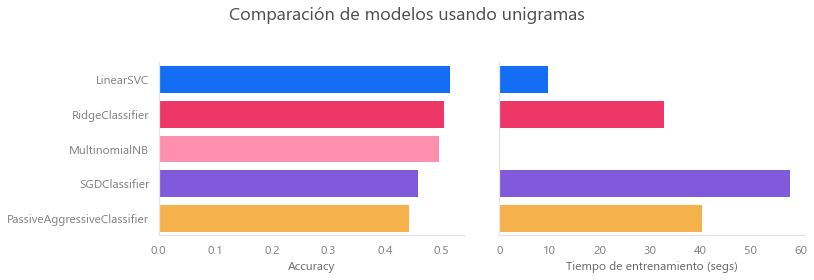 Comparación de modelos usando unigramas
LinearSVC
RidgeClassifier
MultinomialNB
SGDClassifier
PassiveAggressiveClassifier
0.0 0.1 0.2 0.3 0.4 0.5
Accuracy
0 10 20 30 40 50 60
Tiempo de entrenamiento (segs)